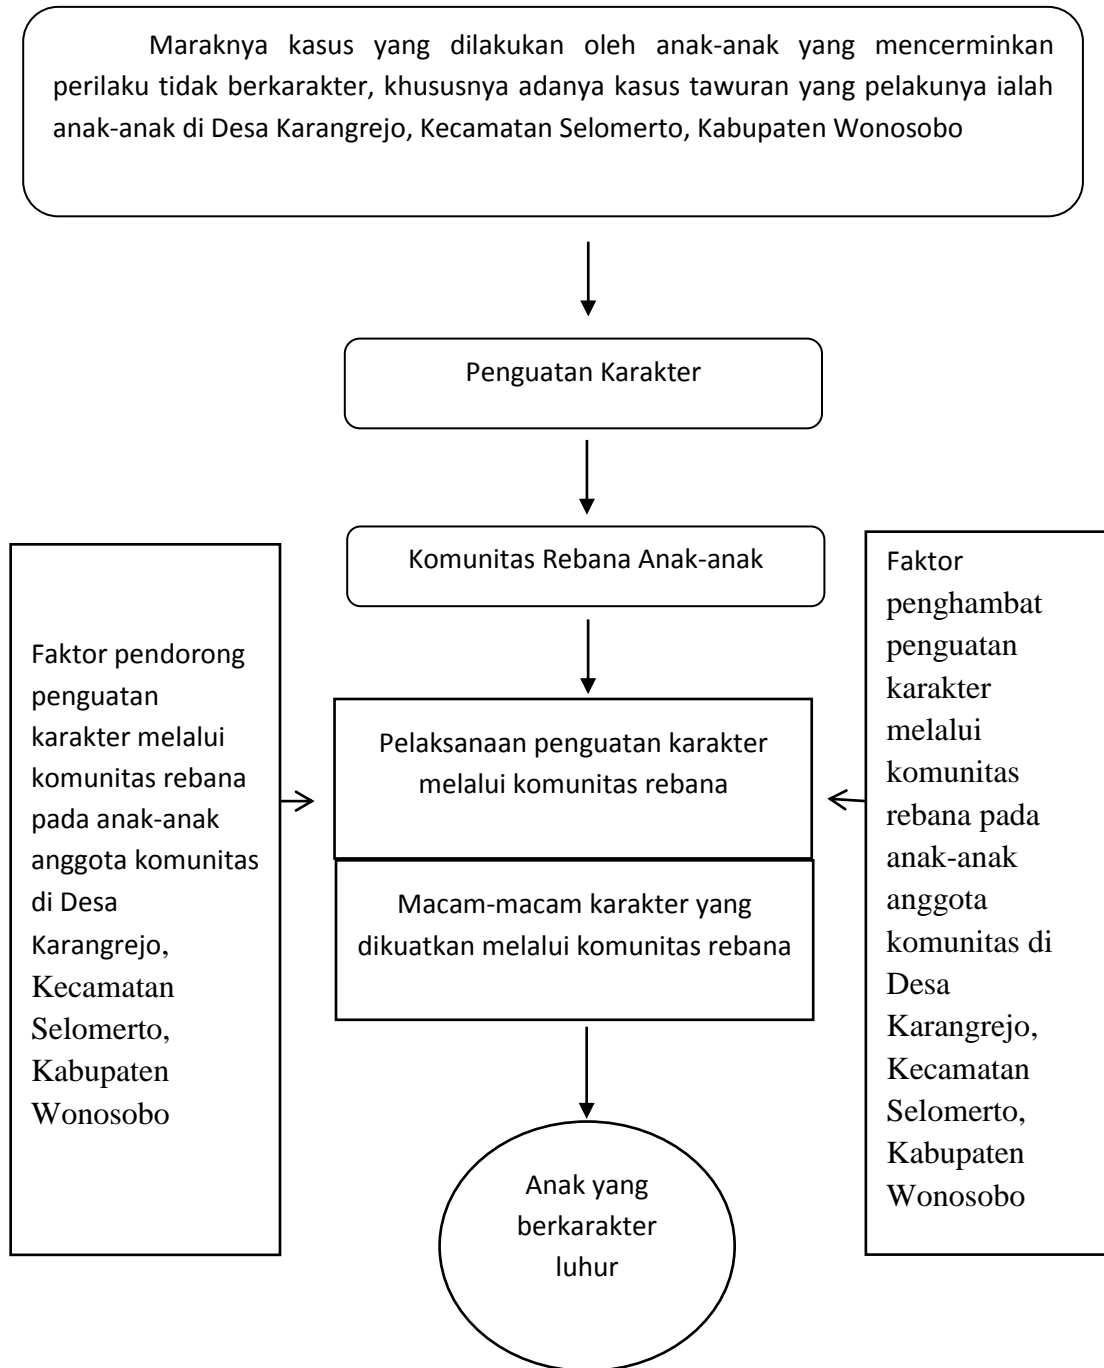 Maraknya kasus yang dilakukan oleh anak-anak yang mencerminkan
perilaku tidak berkarakter, khususnya adanya kasus tawuran yang pelakunya ialah
anak-anak di Desa Karangrejo, Kecamatan Selomerto, Kabupaten Wonosobo
Penguatan Karakter
Komunitas Rebana Anak-anak
Faktor pendorong
penguatan
karakter melalui
komunitas rebana
pada anak-anak
anggota komunitas
di Desa
Karangrejo,
Kecamatan
Selomerto,
Kabupaten
Wonosobo
Pelaksanaan penguatan karakter
melalui komunitas rebana
Macam-macam karakter yang
dikuatkan melalui komunitas rebana
Faktor
penghambat
penguatan
karakter
melalui
komunitas
rebana pada
anak-anak
anggota
komunitas di
Desa
Karangrejo,
Kecamatan
Selomerto,
Kabupaten
Wonosobo
Anak yang
berkarakter
luhur